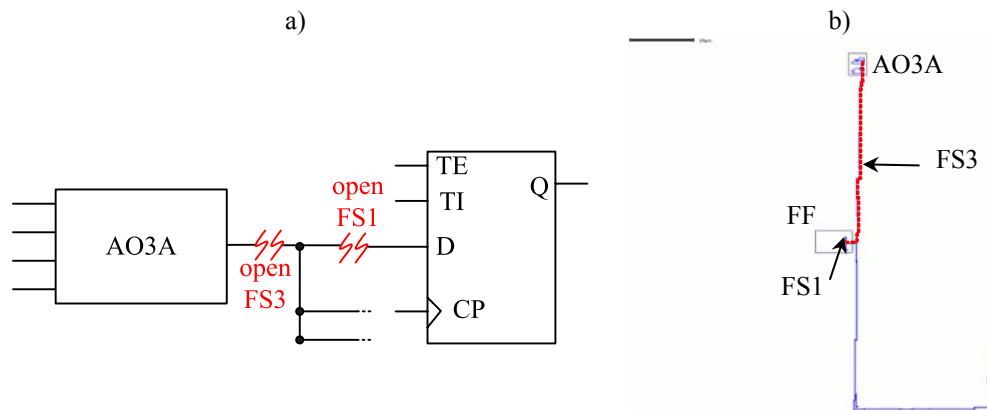 a)
b)
AO3A
FS3
FF
FS1
TE
TI
Q
D
CP
AO3A
open
FS1
open
FS3